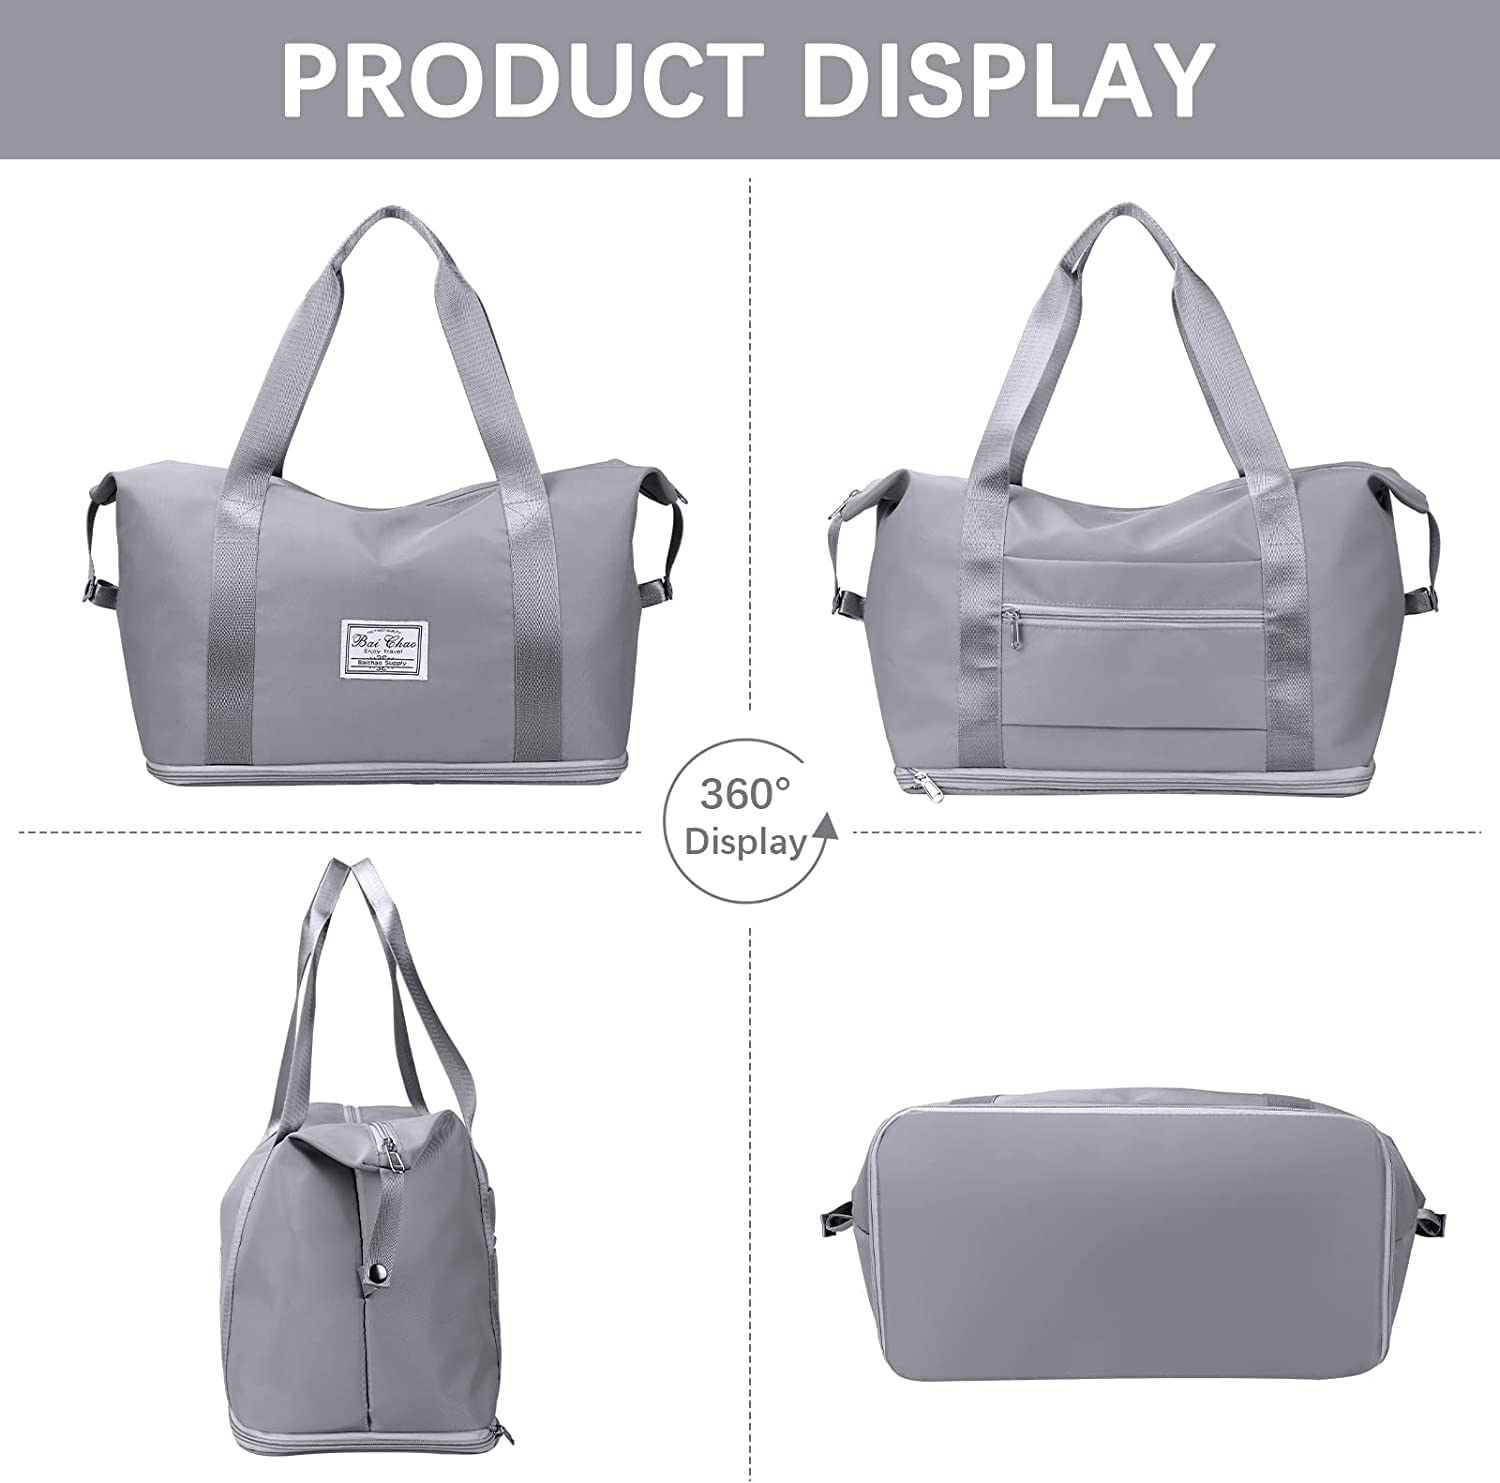 PRODUCT DISPLAY
Bai Chao
Enjoy travel
Baichao Supply
360°
Display